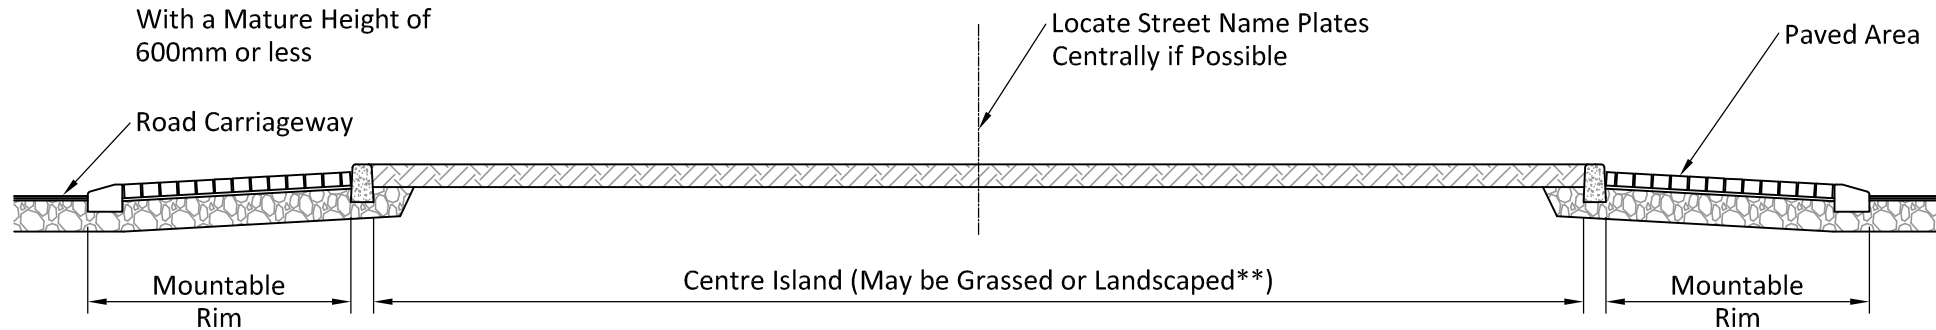 With a Mature Height of
600mm or less
Locate Street Name Plates
Centrally if Possible
Paved Area
Road Carriageway
Mountable
Rim
Centre Island (May be Grassed or Landscaped**)
Mountable
Rim